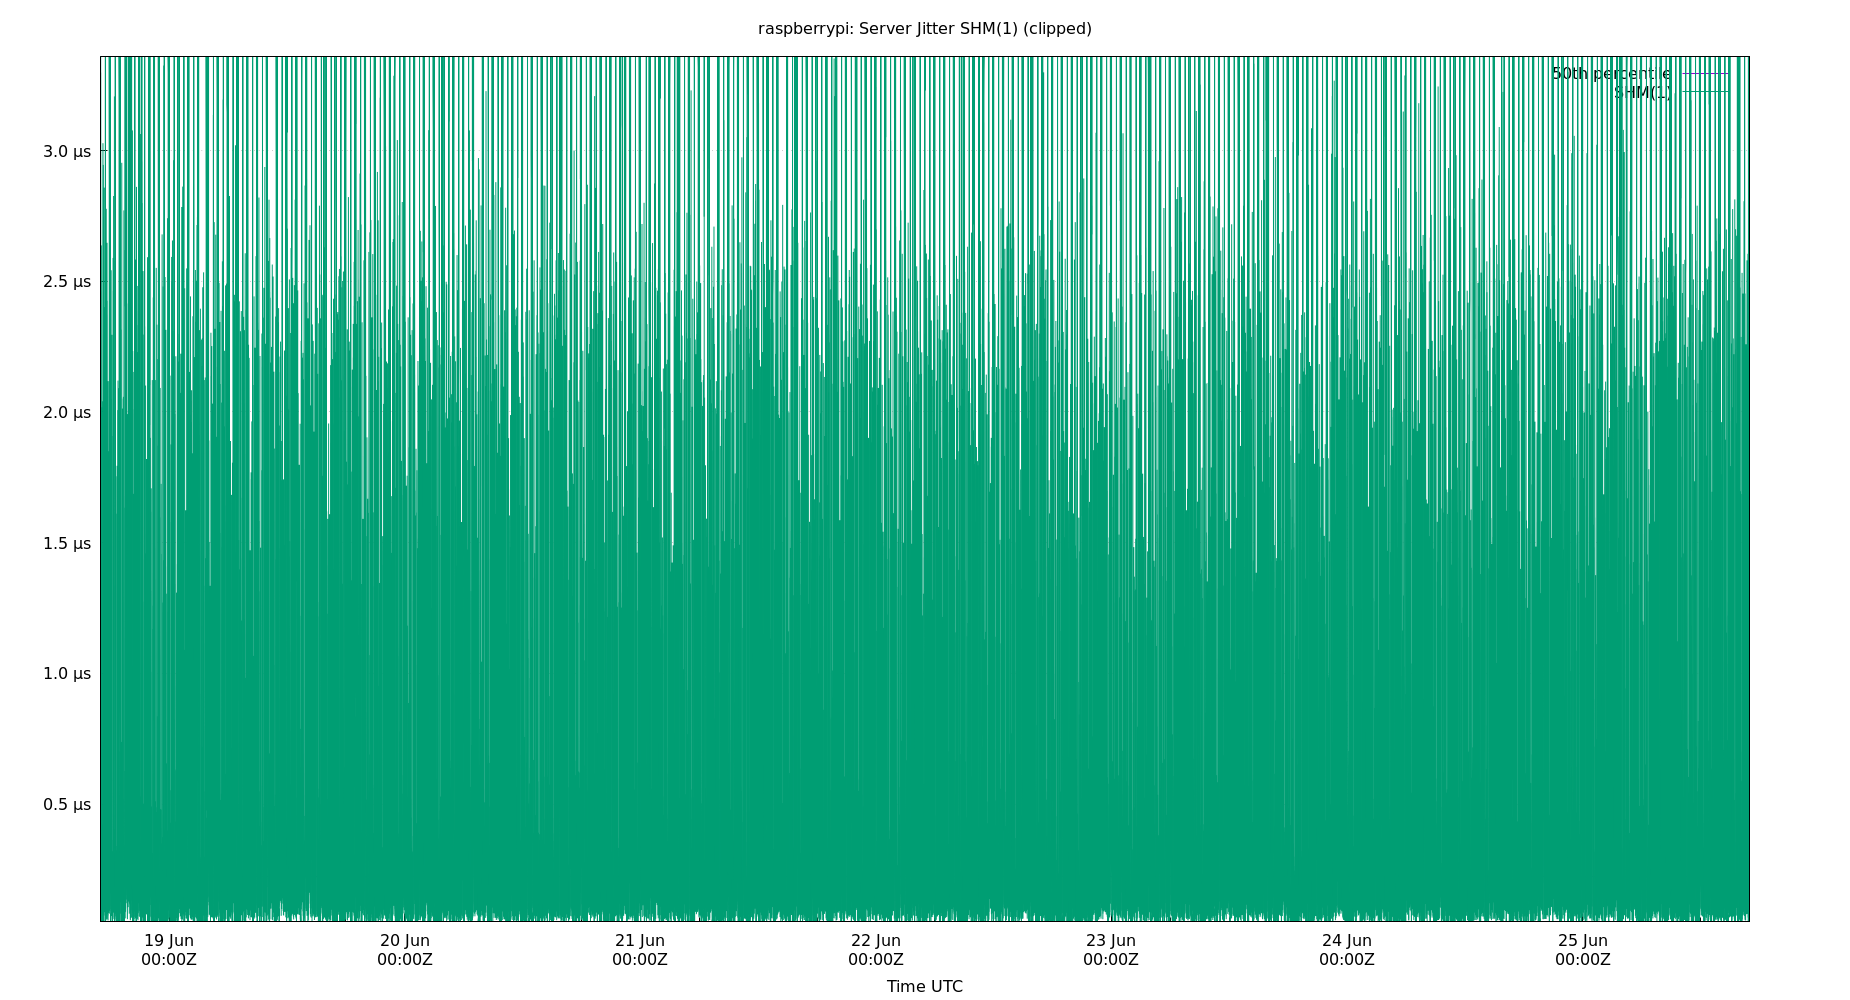 raspberrypi: Server Jitter SHM(1) (clipped)
50th percentile
SHM(1)
3.0 µs
2.5 µs
2.0 µs
1.5 µs
1.0 µs
0.5 µs
19 Jun 20 Jun 21 Jun 22 Jun 23 Jun 24 Jun 25 Jun
00:00Z 00:00Z 00:00Z 00:00Z 00:00Z 00:00Z 00:00Z
Time UTC